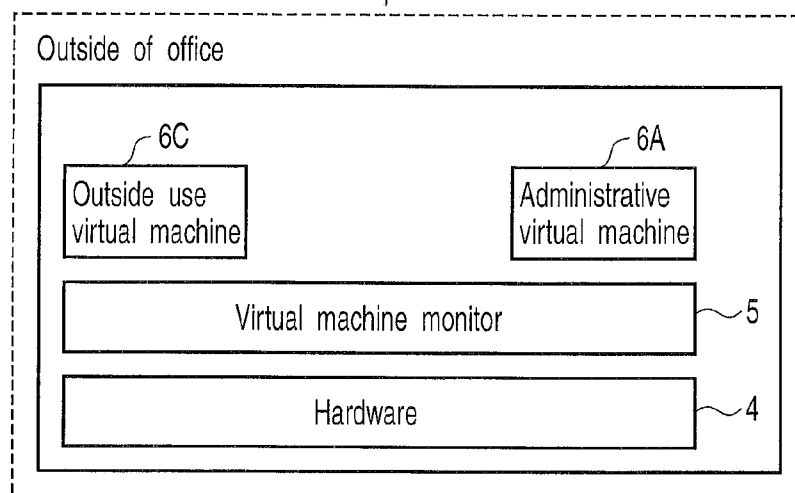 Outside of office
6C
6A
Outside use
virtual machine
Administrative
virtual machine
Virtual machine monitor
5
Hardware
4